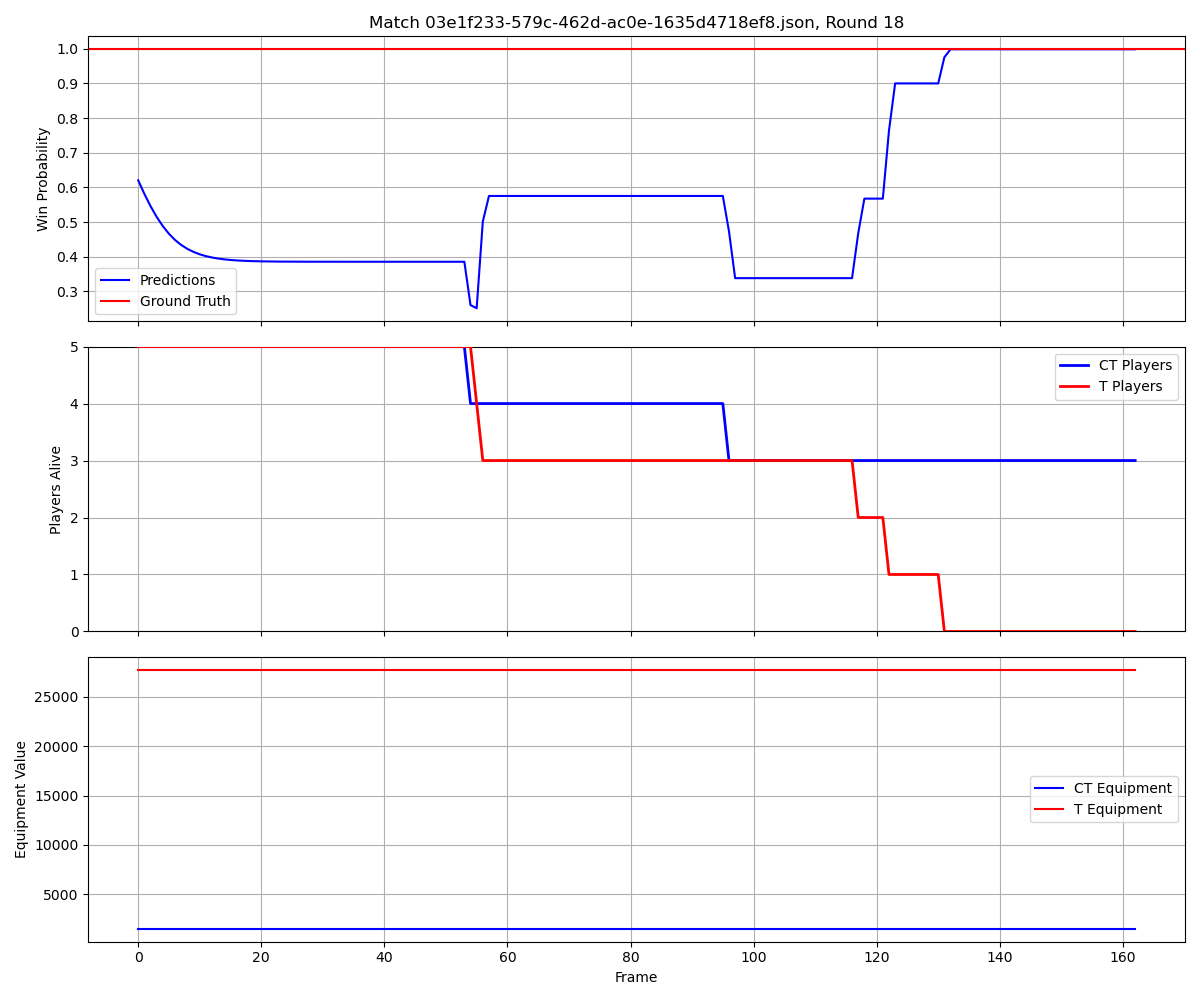 Match 03e1f233-579c-462d-ac0e-1635d4718ef8.json, Round 18
1.0
0.9
0.8
0.7
0.6
0.5
0.4
0.3
Win Probability
Predictions
Ground Truth
5
4
3
2
1
0
Players Alive
CT Players
T Players
25000
20000
15000
10000
5000
Equipment Value
CT Equipment
T Equipment
0 20 40 60 80 100 120 140 160
Frame